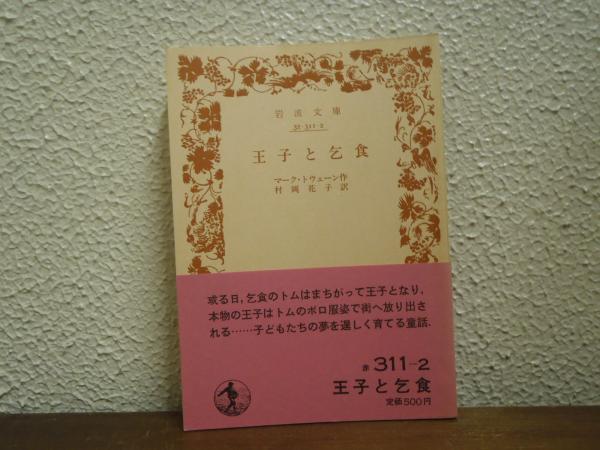 岩波文庫
32-311-2
王子と乞食
マーク・トウェーン作
村岡花子訳
或る日，乞食のトムはまちがって王子となり，
本物の王子はトムのボロ服姿で街へ放り出さ
れる……子どもたちの夢を逞しく育てる童話．
赤 311-2
王子と乞食
定価500円